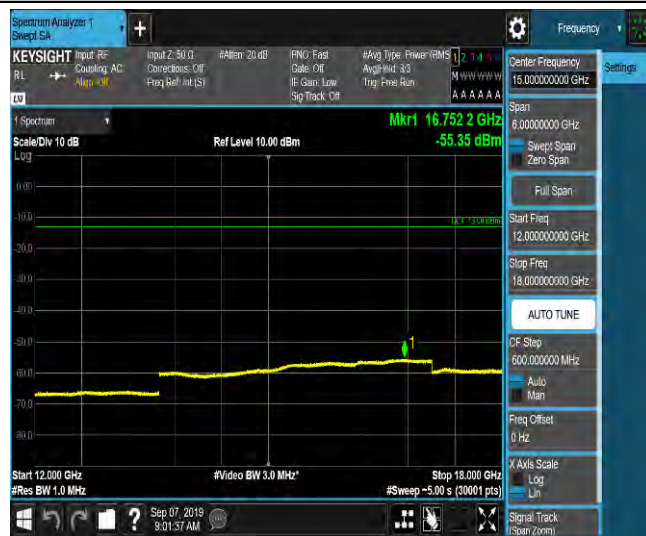 Spectrum Analyzer 1
Swept SA
+
Frequency
KEYSIGHT
Input: RF
Input Z: 50 Ω
#Atten: 20 dB
PNO: Fast
#Avg Type: Power (RMS
1 2 3 4 5 6
RL
Coupling: AC
Corrections: Off
Gate: Off
Avg|Hold: 3/3
M W W W W W
Align: Off
Freq Ref: Int (S)
IF Gain: Low
Trig: Free Run
Sig Track: Off
A A A A A A
1 Spectrum
Mkr1 16.752 2 GHz
Scale/Div 10 dB
Ref Level 10.00 dBm
-55.35 dBm
Log
0.00
-10.0
DL1 -13.00 dBm
-20.0
-30.0
-40.0
-50.0
1
-60.0
-70.0
-80.0
Start 12.000 GHz
#Video BW 3.0 MHz*
Stop 18.000 GHz
#Res BW 1.0 MHz
#Sweep ~5.00 s (30001 pts)
?
Sep 07, 2019
9:01:37 AM
Center Frequency
15.000000000 GHz
Settings
Span
6.00000000 GHz
Swept Span
Zero Span
Full Span
Start Freq
12.000000000 GHz
Stop Freq
18.000000000 GHz
AUTO TUNE
CF Step
600.000000 MHz
Auto
Man
Freq Offset
0 Hz
X Axis Scale
Log
Lin
Signal Track
(Span Zoom)